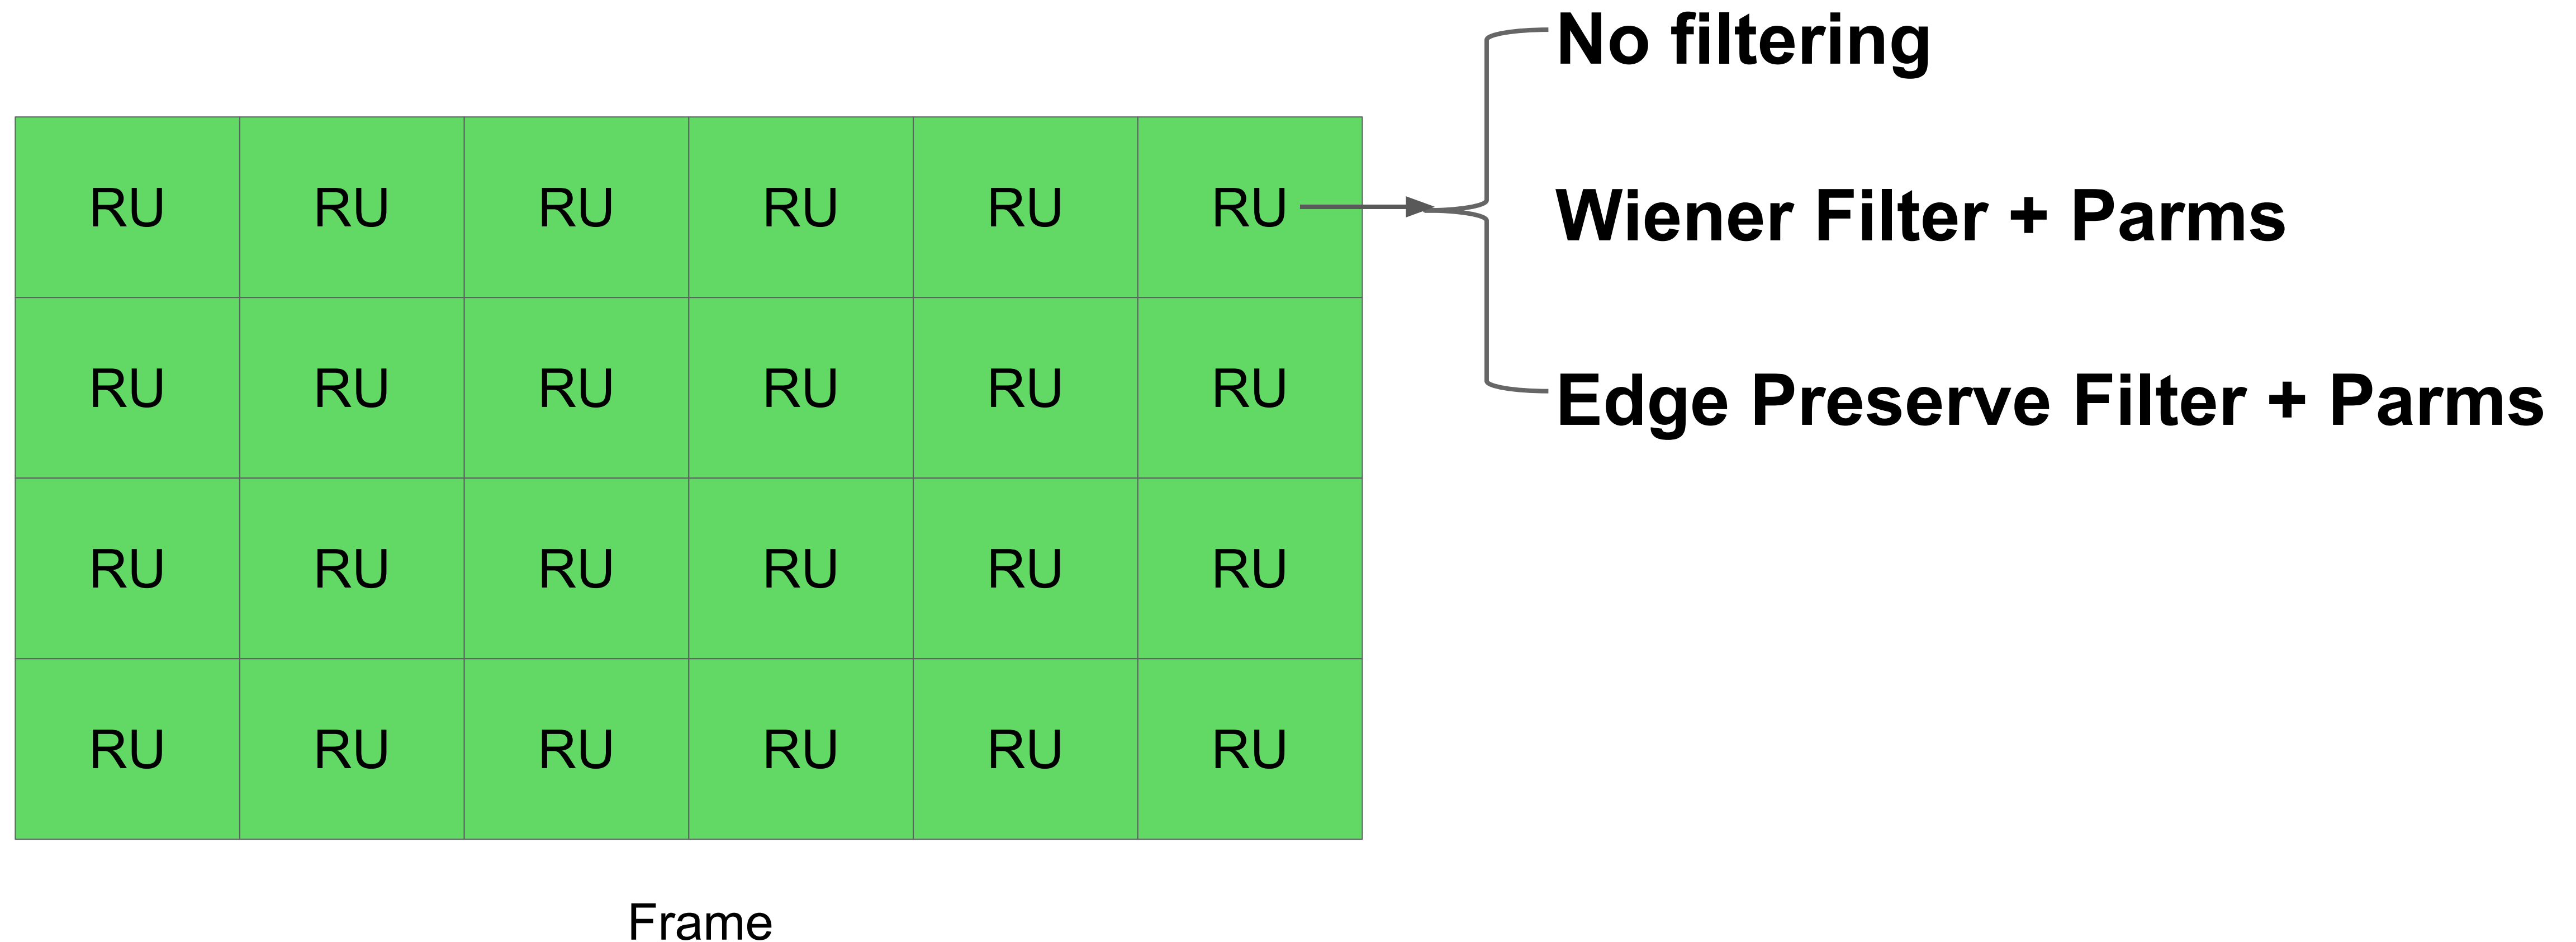 No filtering
RU RU RU RU RU RU
Wiener Filter + Parms
RU RU RU RU RU RU
Edge Preserve Filter + Parms
RU RU RU RU RU RU
RU RU RU RU RU RU
Frame